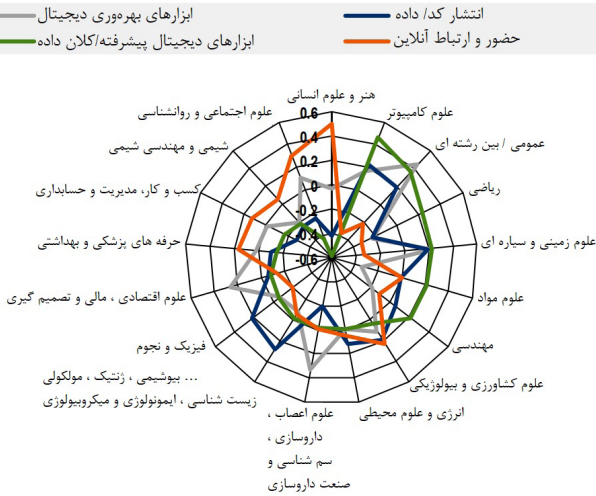 انتشار کد/ داده
ابزارهای بهره‌وری دیجیتال
حضور و ارتباط آنلاین
ابزارهای دیجیتال پیشرفته/کلان داده
هنر و علوم انسانی
علوم کامپیوتر
عمومی / بین رشته ای
ریاضی
علوم زمینی و سیاره ای
علوم مواد
مهندسی
علوم کشاورزی و بیولوژیکی
انرژی و علوم محیطی
علوم اعصاب ،
داروسازی ،
سم شناسی و
صنعت داروسازی
... بیوشیمی ، ژنتیک ، مولکولی
زیست شناسی ، ایمونولوژی و میکروبیولوژی
فیزیک و نجوم
علوم اقتصادی ، مالی و تصمیم گیری
حرفه های پزشکی و بهداشتی
کسب و کار، مدیریت و حسابداری
شیمی و مهندسی شیمی
علوم اجتماعی و روانشناسی
0.6
0.4
0.2
0
-0.2
-0.4
-0.6